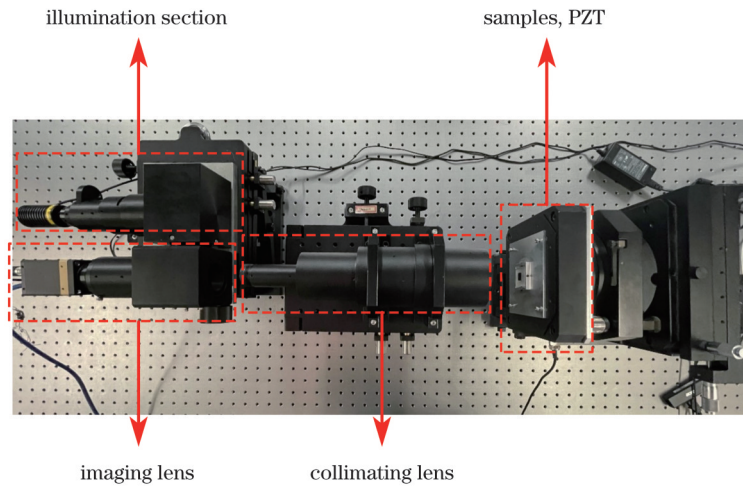 illumination section
samples, PZT
imaging lens
collimating lens